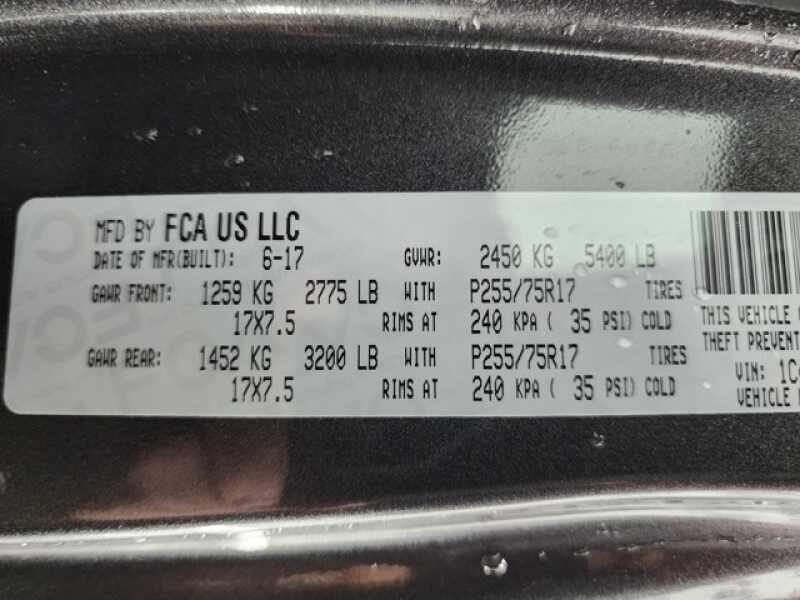 MFD BY FCA US LLC
DATE OF MFR(BUILT): 6-17 GVWR: 2450 KG 5400 LB
GAWR FRONT: 1259 KG 2775 LB WITH P255/75R17 TIRES
17X7.5 RIMS AT 240 KPA ( 35 PSI) COLD
GAWR REAR: 1452 KG 3200 LB WITH P255/75R17 TIRES
17X7.5 RIMS AT 240 KPA ( 35 PSI) COLD
THIS VEHICLE
THEFT PREVENT
VIN: 1C
VEHICLE